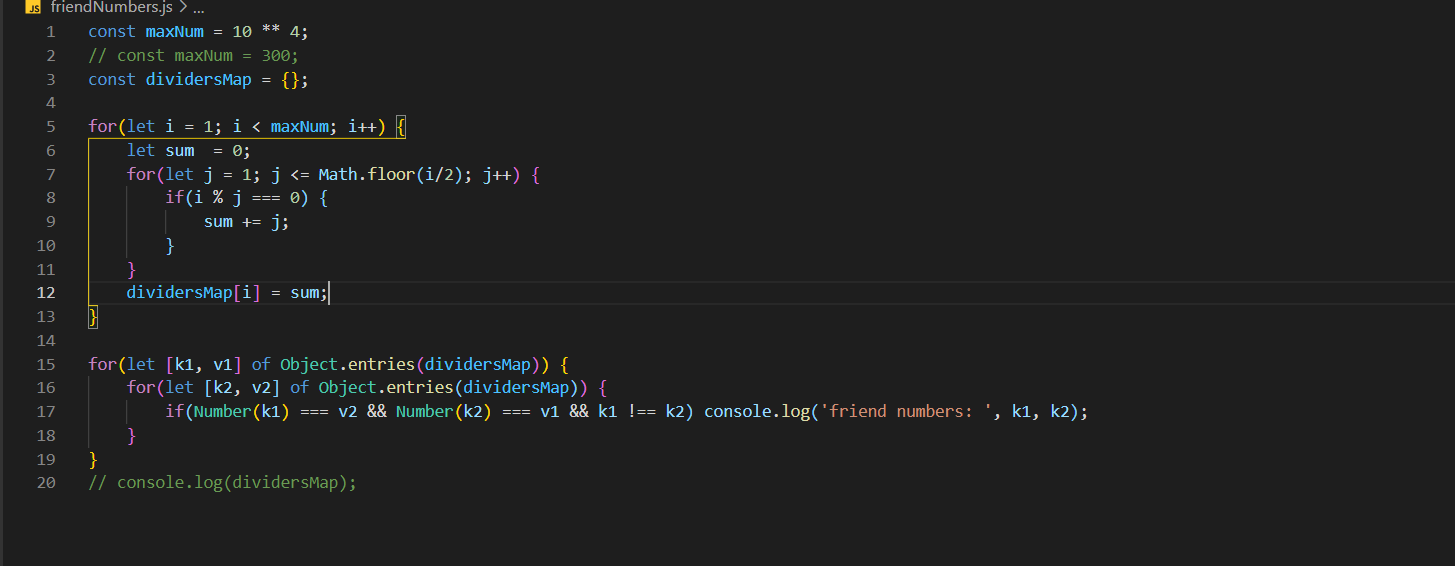 JS friendNumbers.js > ...
1 const maxNum = 10 ** 4;
2 // const maxNum = 300;
3 const dividersMap = {};
4
5 for(let i = 1; i < maxNum; i++) {
6     let sum  = 0;
7     for(let j = 1; j <= Math.floor(i/2); j++) {
8         if(i % j === 0) {
9             sum += j;
10         }
11     }
12     dividersMap[i] = sum;
13 }
14
15 for(let [k1, v1] of Object.entries(dividersMap)) {
16     for(let [k2, v2] of Object.entries(dividersMap)) {
17         if(Number(k1) === v2 && Number(k2) === v1 && k1 !== k2) console.log('friend numbers: ', k1, k2);
18     }
19 }
20 // console.log(dividersMap);